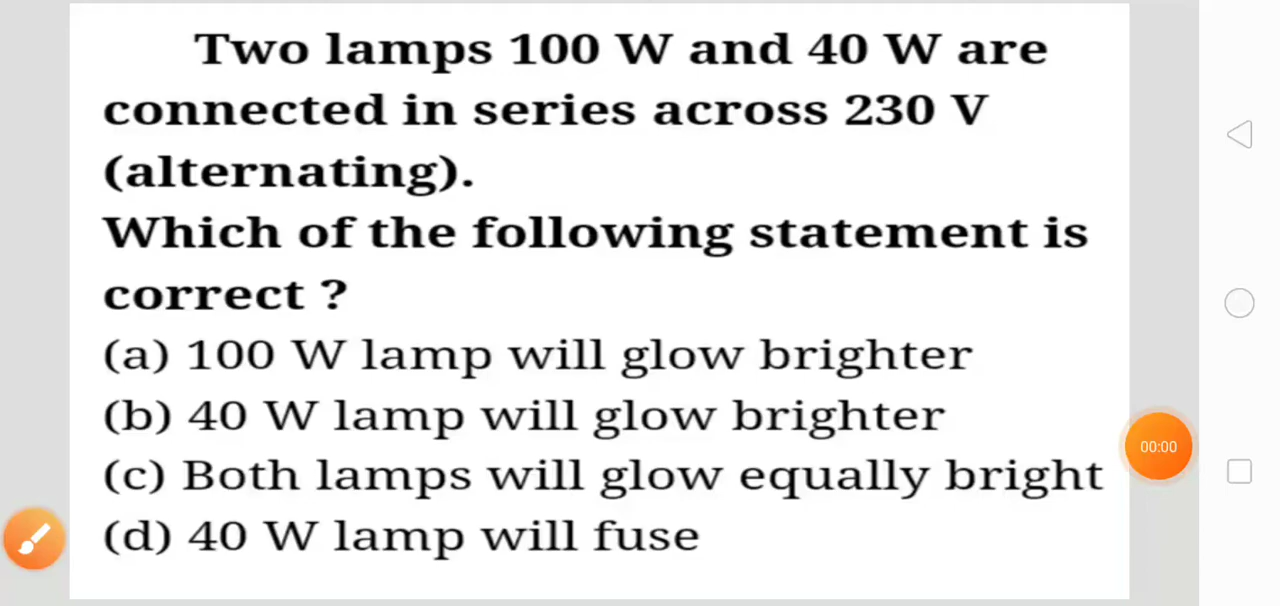 Two lamps 100 W and 40 W are
connected in series across 230 V
(alternating).
Which of the following statement is
correct ?
(a) 100 W lamp will glow brighter
(b) 40 W lamp will glow brighter
(c) Both lamps will glow equally bright
(d) 40 W lamp will fuse
00:00